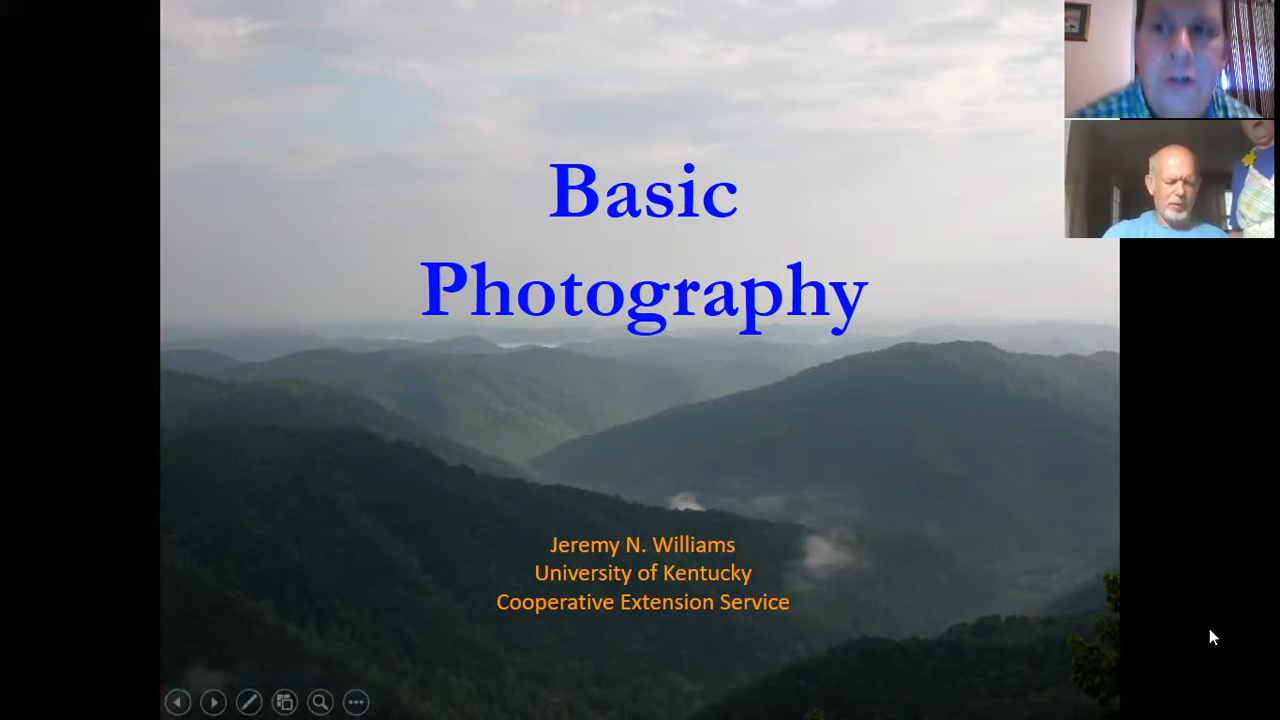 Basic
Photography
Jeremy N. Williams
University of Kentucky
Cooperative Extension Service